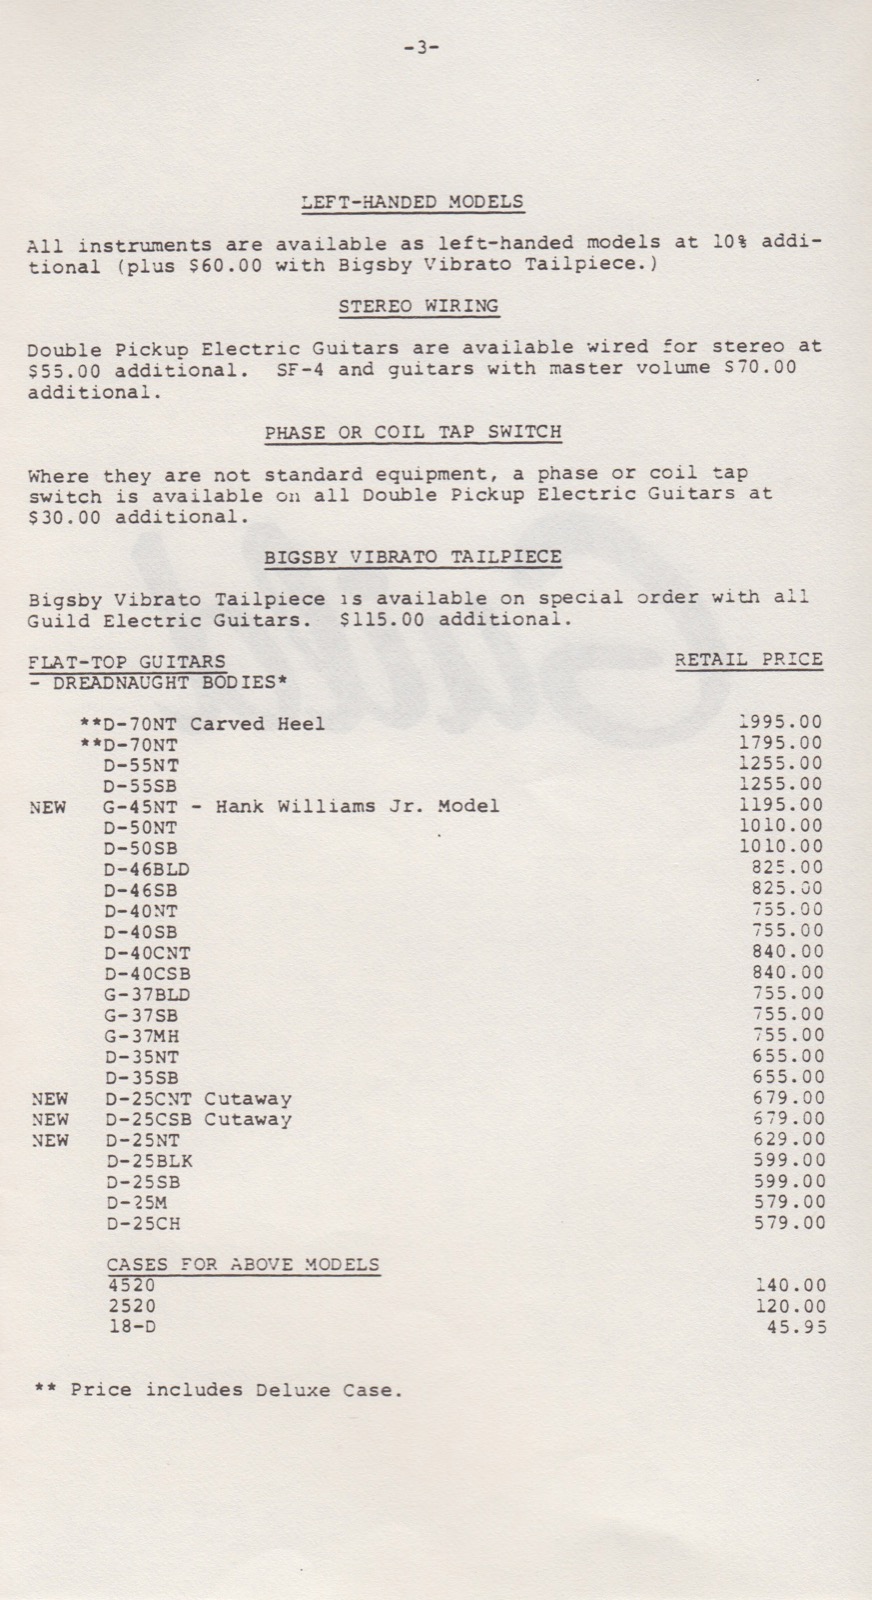 -3-
LEFT-HANDED MODELS
All instruments are available as left-handed models at 10% addi-
tional (plus $60.00 with Bigsby Vibrato Tailpiece.)
STEREO WIRING
Double Pickup Electric Guitars are available wired for stereo at
$55.00 additional. SF-4 and guitars with master volume $70.00
additional.
PHASE OR COIL TAP SWITCH
Where they are not standard equipment, a phase or coil tap
switch is available on all Double Pickup Electric Guitars at
$30.00 additional.
BIGSBY VIBRATO TAILPIECE
Bigsby Vibrato Tailpiece is available on special order with all
Guild Electric Guitars. $115.00 additional.
FLAT-TOP GUITARS RETAIL PRICE
- DREADNAUGHT BODIES*
**D-70NT Carved Heel 1995.00
**D-70NT 1795.00
D-55NT 1255.00
D-55SB 1255.00
NEW G-45NT - Hank Williams Jr. Model 1195.00
D-50NT 1010.00
D-50SB 1010.00
D-46BLD 825.00
D-46SB 825.00
D-40NT 755.00
D-40SB 755.00
D-40CNT 840.00
D-40CSB 840.00
G-37BLD 755.00
G-37SB 755.00
G-37MH 755.00
D-35NT 655.00
D-35SB 655.00
NEW D-25CNT Cutaway 679.00
NEW D-25CSB Cutaway 679.00
NEW D-25NT 629.00
D-25BLK 599.00
D-25SB 599.00
D-25M 579.00
D-25CH 579.00
CASES FOR ABOVE MODELS
4520 140.00
2520 120.00
18-D 45.95
** Price includes Deluxe Case.